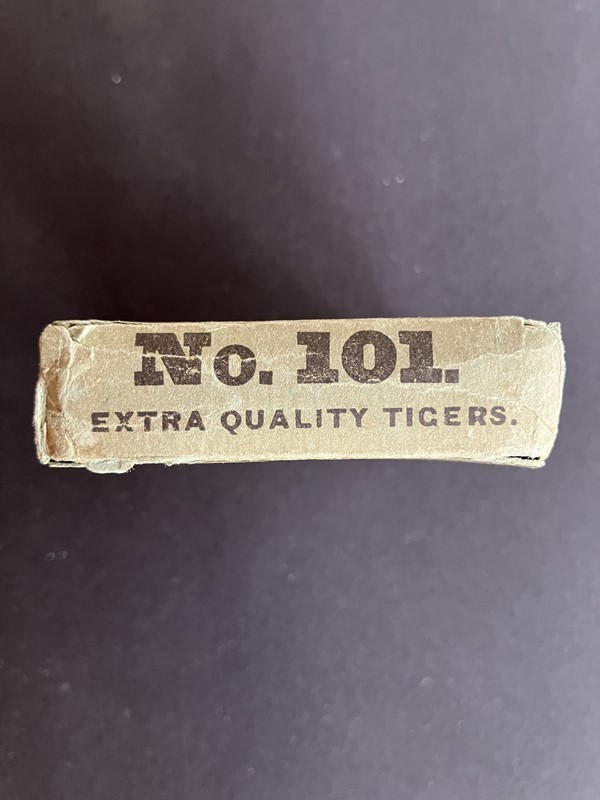 No. 101.
EXTRA QUALITY TIGERS.